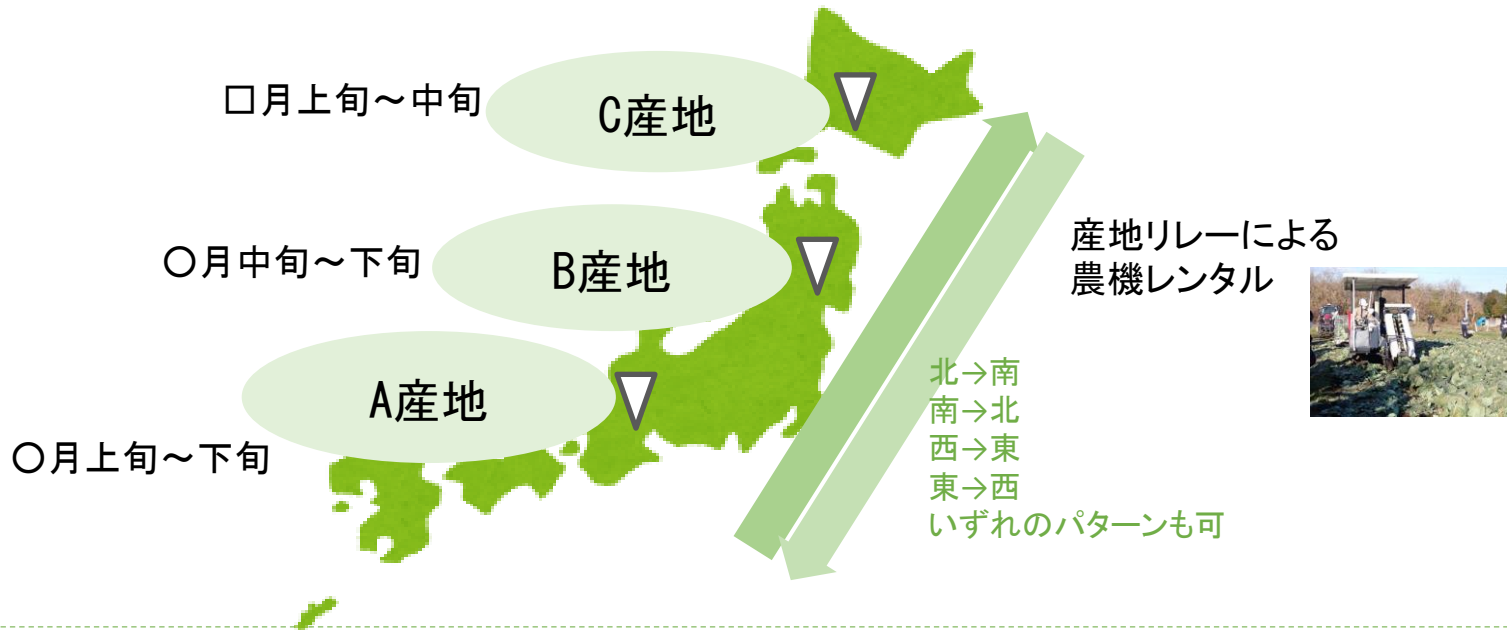 □月上旬～中旬
C産地
〇月中旬～下旬
B産地
A産地
〇月上旬～下旬
産地リレーによる
農機レンタル
北→南
南→北
西→東
東→西
いずれのパターンも可